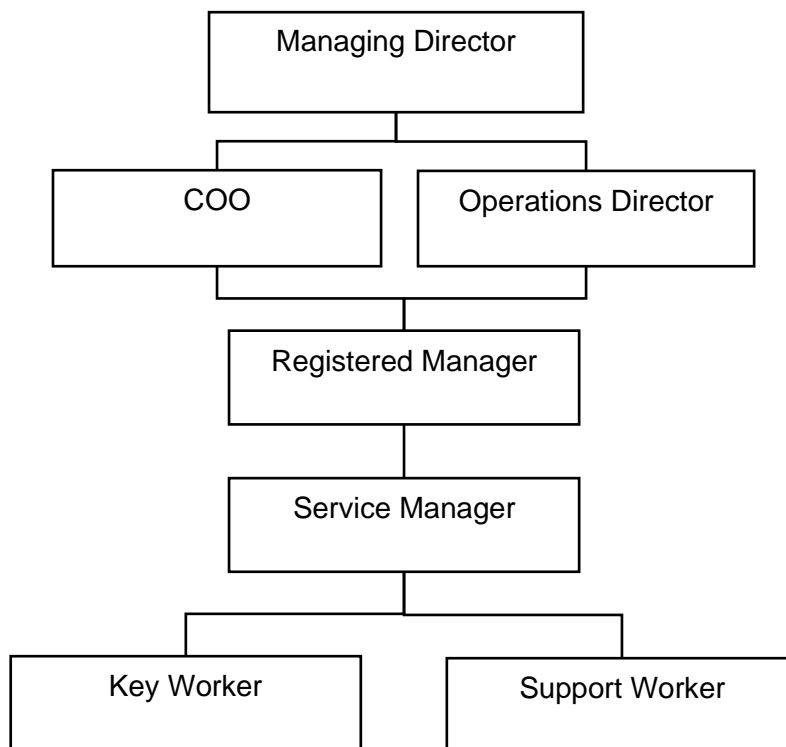 Managing Director
COO
Operations Director
Registered Manager
Service Manager
Key Worker
Support Worker